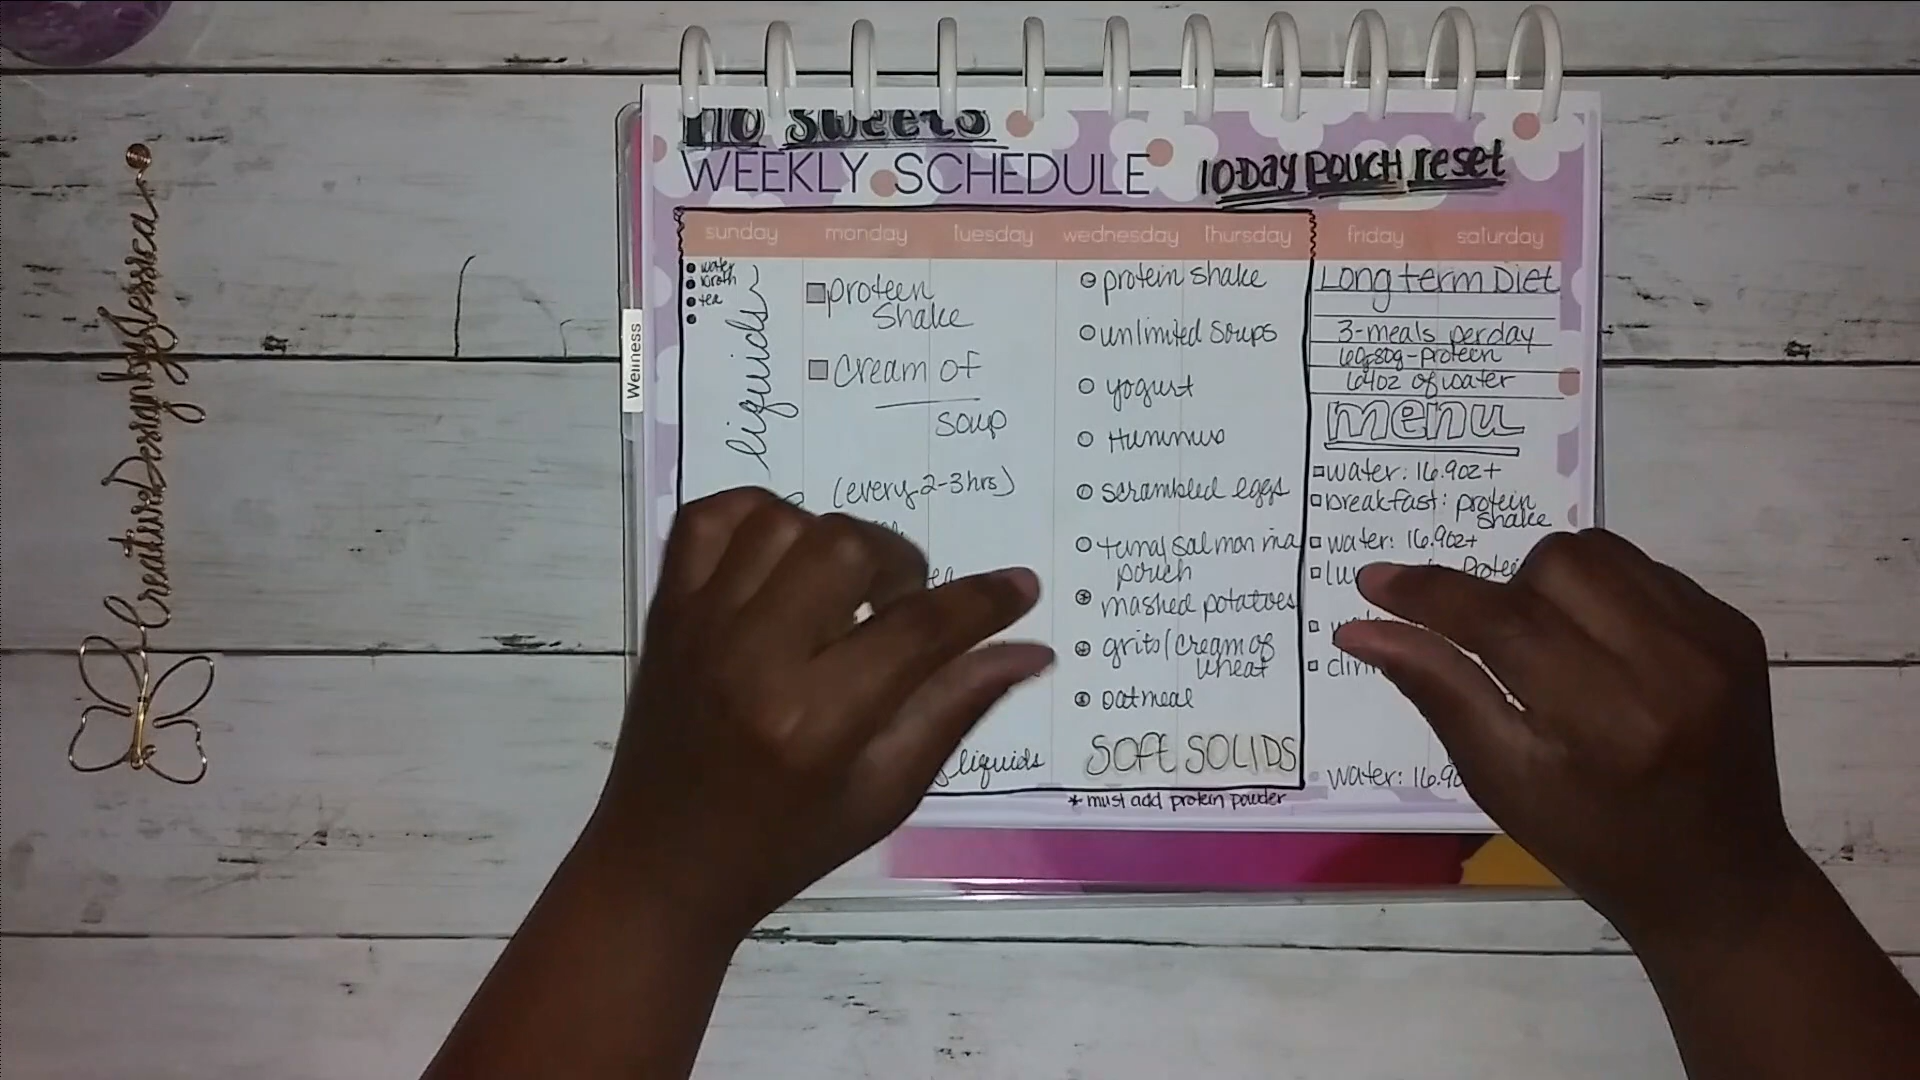 NO SWEETS
WEEKLY SCHEDULE
10 DAY POUCH reset
sunday monday tuesday wednesday thursday friday saturday
water
broth
tea
liquids
protein
shake
cream of
soup
(every 2-3hrs)
liquids
protein shake
unlimited soups
yogurt
Hummus
scrambled eggs
tuna/salmon in a
pouch
mashed potatoes
grits/cream of
wheat
oatmeal
SOFT SOLIDS
* must add protein powder
Long term Diet
3-meals per day
60g-80g-protein
64oz of water
menu
water: 16.9oz+
breakfast: protein
shake
water: 16.9oz+
water: 16.9
Wellness
CreativeDesignbyJessica